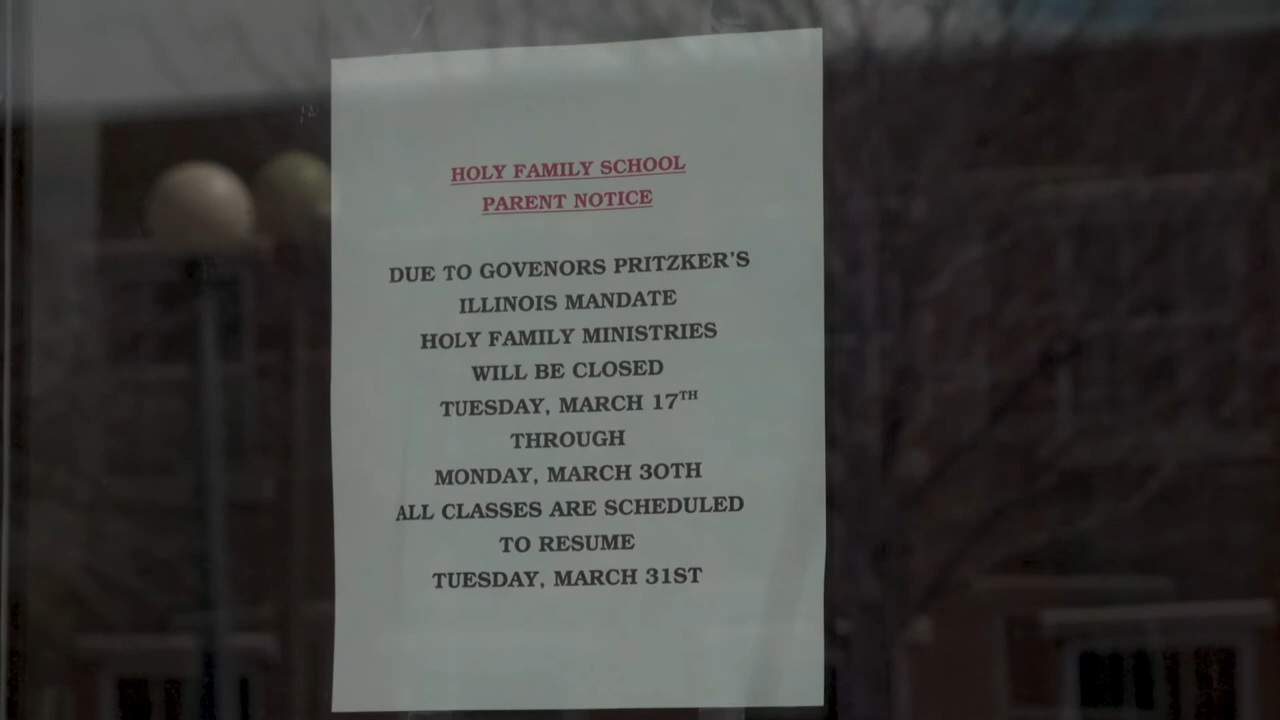 HOLY FAMILY SCHOOL
PARENT NOTICE
DUE TO GOVENORS PRITZKER'S
ILLINOIS MANDATE
HOLY FAMILY MINISTRIES
WILL BE CLOSED
TUESDAY, MARCH 17TH
THROUGH
MONDAY, MARCH 3OTH
ALL CLASSES ARE SCHEDULED
TO RESUME
TUESDAY, MARCH 31ST